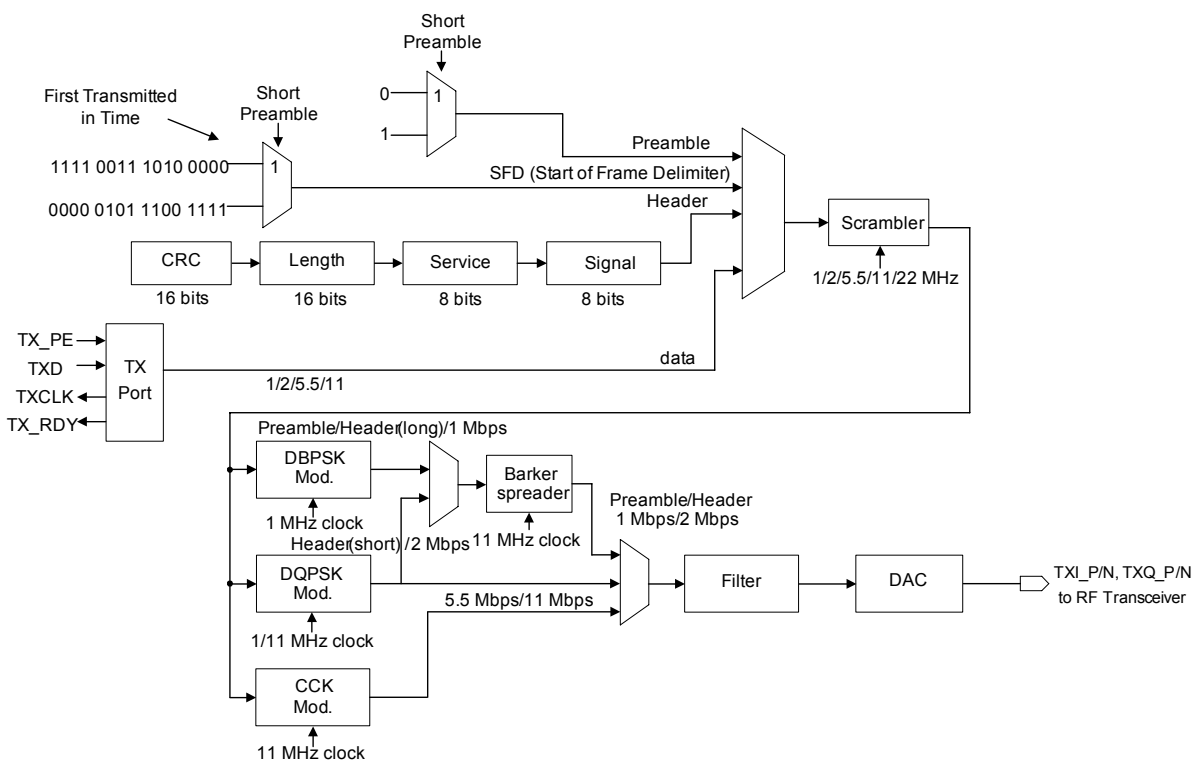 Short
Preamble
0
1
1
First Transmitted
in Time
Short
Preamble
1111 0011 1010 0000
1
0000 0101 1100 1111
Preamble
SFD (Start of Frame Delimiter)
Header
CRC
Length
Service
Signal
16 bits
16 bits
8 bits
8 bits
Scrambler
1/2/5.5/11/22 MHz
TX_PE
TXD
TXCLK
TX_RDY
TX
Port
data
1/2/5.5/11
Preamble/Header(long)/1 Mbps
DBPSK
Mod.
1 MHz clock
Barker
spreader
11 MHz clock
Preamble/Header
1 Mbps/2 Mbps
Header(short) /2 Mbps
DQPSK
Mod.
1/11 MHz clock
5.5 Mbps/11 Mbps
Filter
DAC
TXI_P/N, TXQ_P/N
to RF Transceiver
CCK
Mod.
11 MHz clock